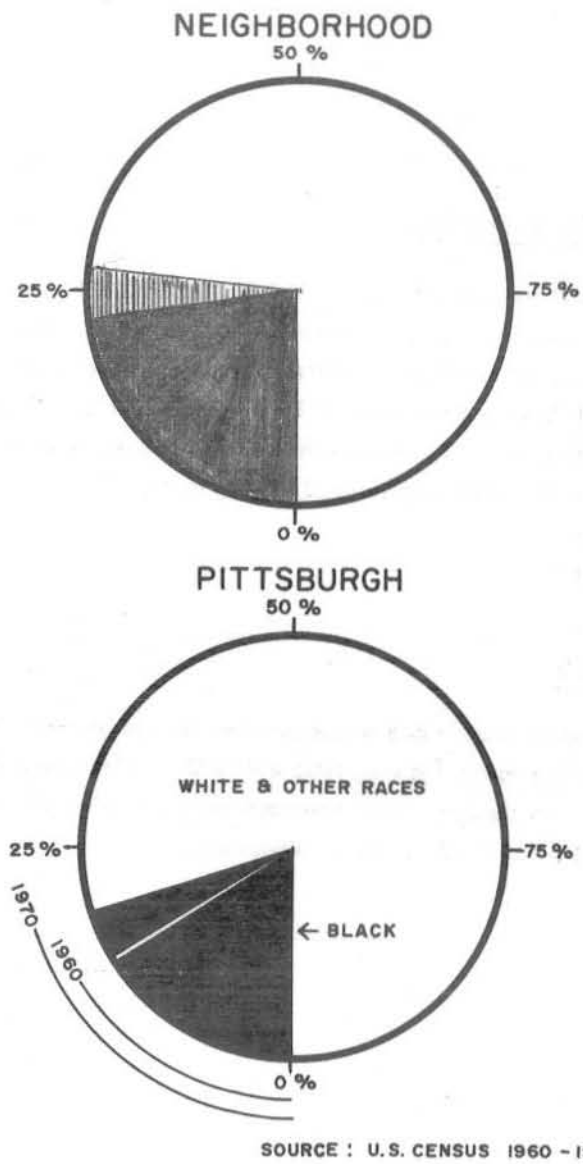 NEIGHBORHOOD
50 %
25 %
75 %
0 %
PITTSBURGH
50 %
WHITE & OTHER RACES
25 %
75 %
← BLACK
1970
1960
0 %
SOURCE : U.S. CENSUS 1960 - 1